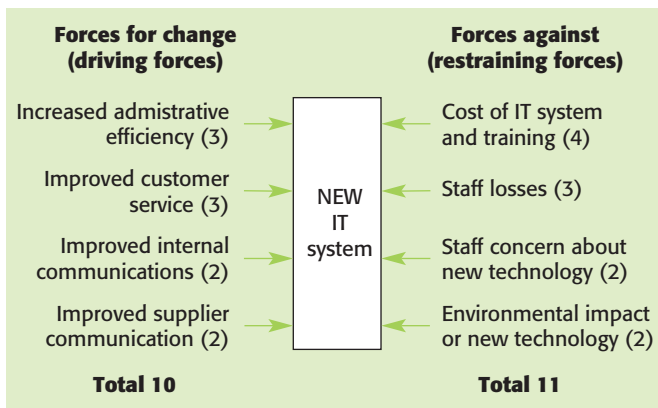 Forces for change
(driving forces)
Increased admistrative
efficiency (3)
Improved customer
service (3)
Improved internal
communications (2)
Improved supplier
communication (2)
Total 10
NEW
IT
system
Forces against
(restraining forces)
Cost of IT system
and training (4)
Staff losses (3)
Staff concern about
new technology (2)
Environmental impact
or new technology (2)
Total 11